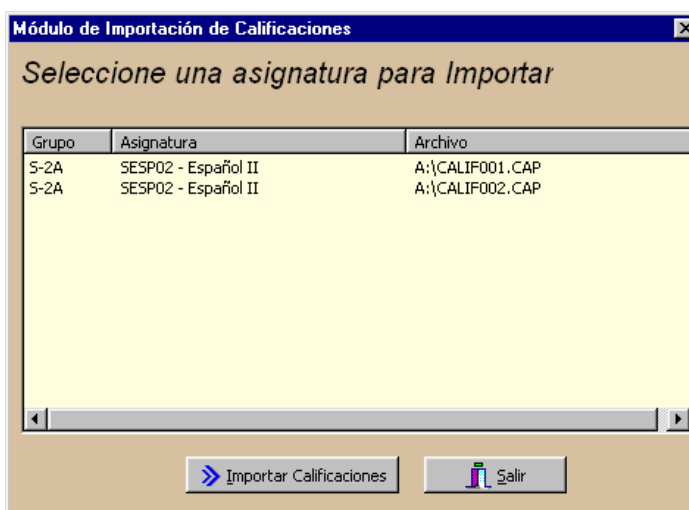 Módulo de Importación de Calificaciones
Seleccione una asignatura para Importar
Grupo Asignatura Archivo
S-2A SESP02 - Español II A:\CALIF001.CAP
S-2A SESP02 - Español II A:\CALIF002.CAP
Importar Calificaciones Salir